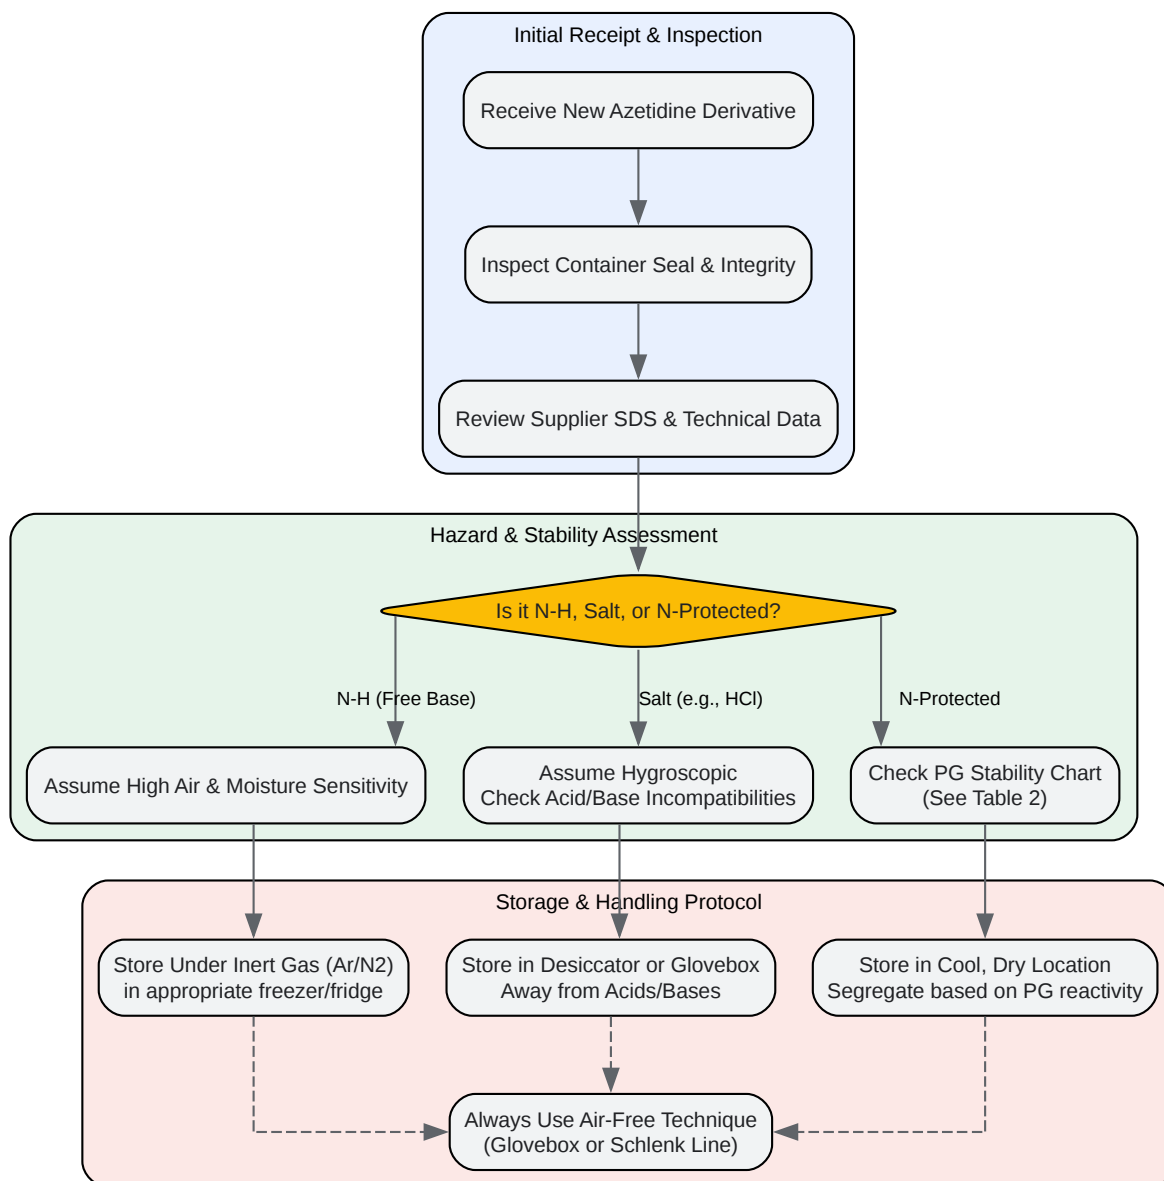 Initial Receipt & Inspection
Receive New Azetidine Derivative
Inspect Container Seal & Integrity
Review Supplier SDS & Technical Data
Hazard & Stability Assessment
Is it N-H, Salt, or N-Protected?
N-H (Free Base)
Salt (e.g., HCl)
N-Protected
Assume High Air & Moisture Sensitivity
Assume Hygroscopic
Check Acid/Base Incompatibilities
Check PG Stability Chart
(See Table 2)
Storage & Handling Protocol
Store Under Inert Gas (Ar/N2)
in appropriate freezer/fridge
Store in Desiccator or Glovebox
Away from Acids/Bases
Store in Cool, Dry Location
Segregate based on PG reactivity
Always Use Air-Free Technique
(Glovebox or Schlenk Line)